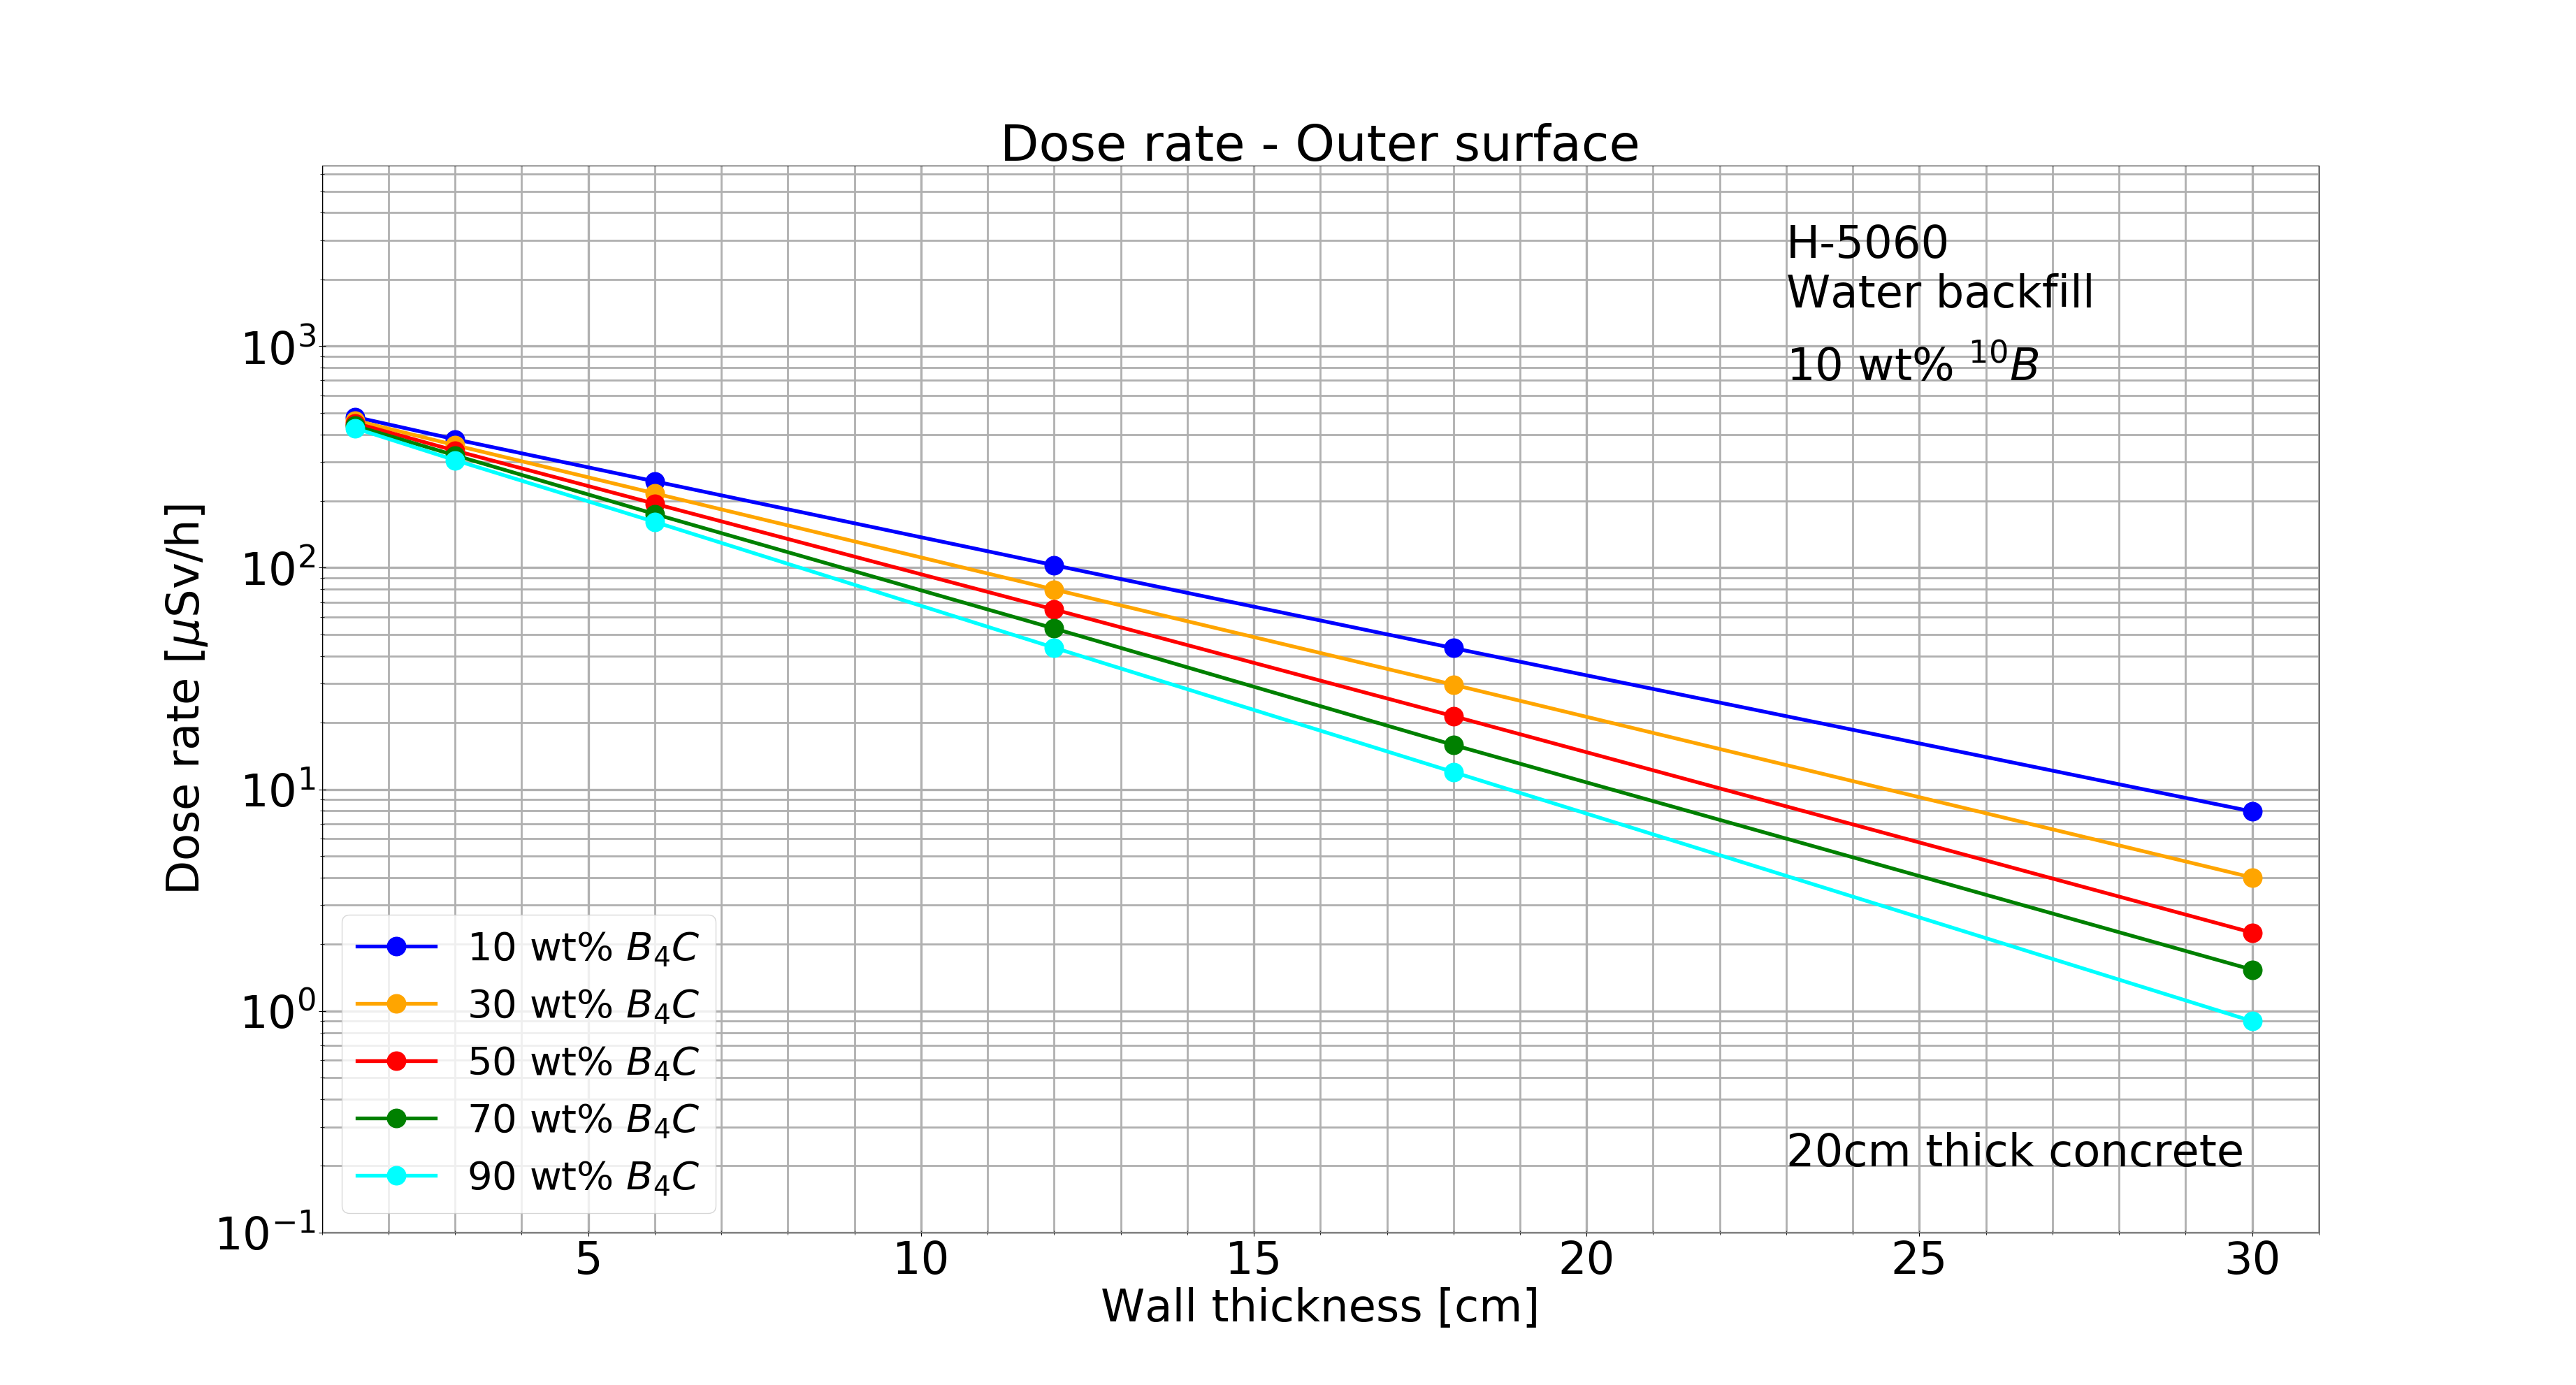 Dose rate - Outer surface
H-5060
Water backfill
10 wt% ¹⁰B
20cm thick concrete
Dose rate [μSv/h]
10³
10²
10¹
10⁰
10⁻¹
10 wt% B₄C
30 wt% B₄C
50 wt% B₄C
70 wt% B₄C
90 wt% B₄C
5 10 15 20 25 30
Wall thickness [cm]